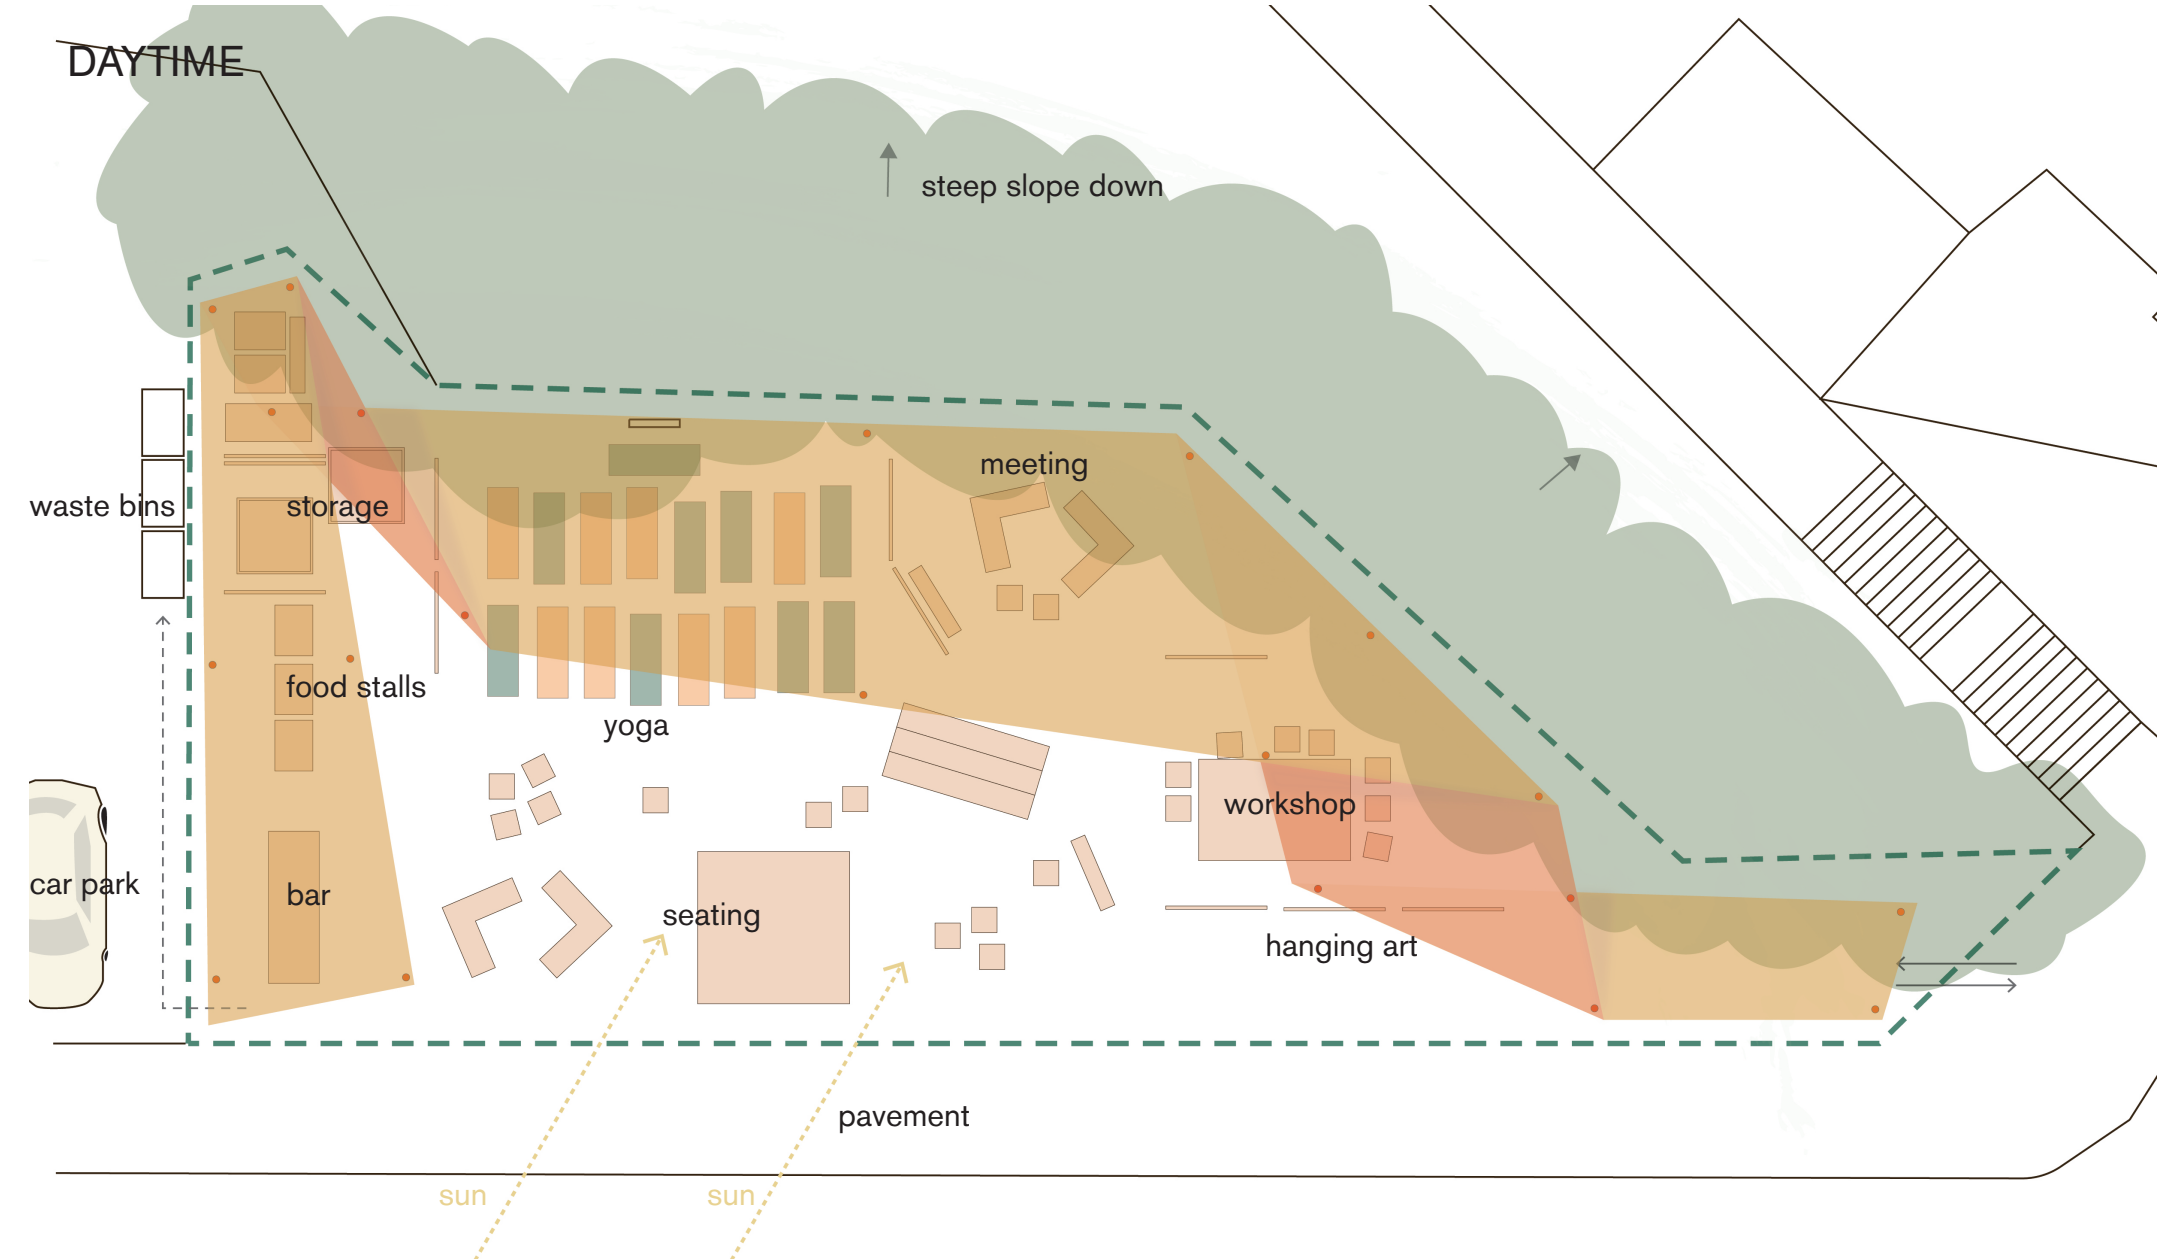 DAYTIME
steep slope down
meeting
waste bins
storage
food stalls
yoga
workshop
car park
bar
seating
hanging art
pavement
sun
sun